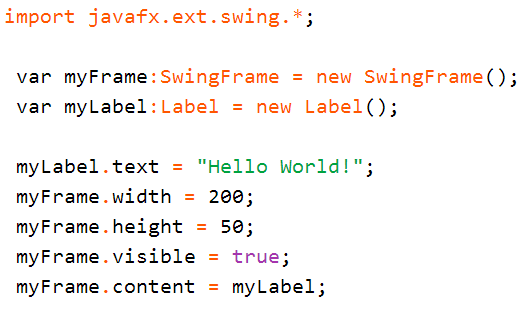 import javafx.ext.swing.*;
var myFrame:SwingFrame = new SwingFrame();
var myLabel:Label = new Label();
myLabel.text = "Hello World!";
myFrame.width = 200;
myFrame.height = 50;
myFrame.visible = true;
myFrame.content = myLabel;